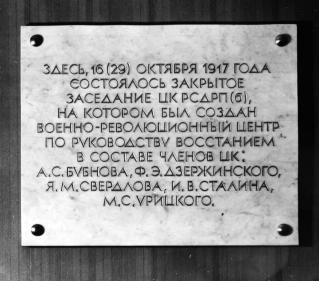 ЗДЕСЬ, 16 (29) ОКТЯБРЯ 1917 ГОДА
СОСТОЯЛОСЬ ЗАКРЫТОЕ
ЗАСЕДАНИЕ ЦК РСДРП(б),
НА КОТОРОМ БЫЛ СОЗДАН
ВОЕННО-РЕВОЛЮЦИОННЫЙ ЦЕНТР
ПО РУКОВОДСТВУ ВОССТАНИЕМ
В СОСТАВЕ ЧЛЕНОВ ЦК:
А.С. БУБНОВА, Ф.Э. ДЗЕРЖИНСКОГО,
Я.М. СВЕРДЛОВА, И.В. СТАЛИНА,
М.С. УРИЦКОГО.